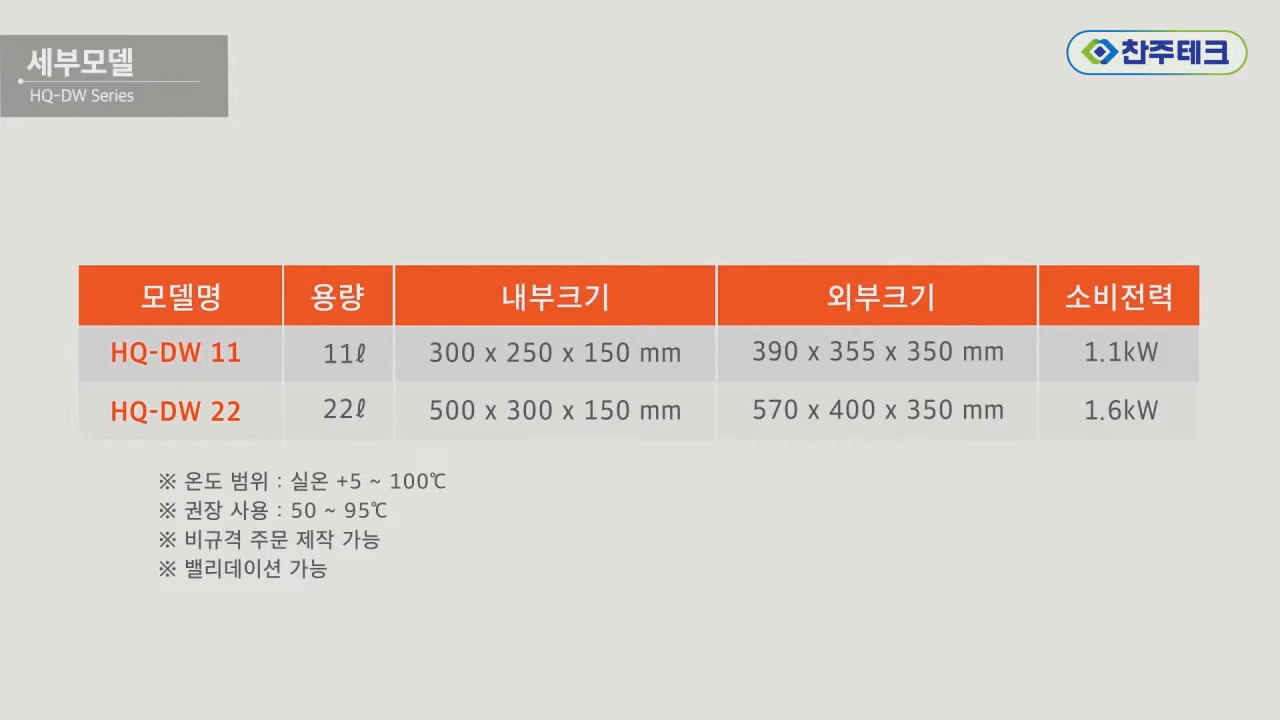 세부모델
HQ-DW Series
찬주테크
모델명 용량 내부크기 외부크기 소비전력
HQ-DW 11 11ℓ 300 x 250 x 150 mm 390 x 355 x 350 mm 1.1kW
HQ-DW 22 22ℓ 500 x 300 x 150 mm 570 x 400 x 350 mm 1.6kW
※ 온도 범위 : 실온 +5 ~ 100℃
※ 권장 사용 : 50 ~ 95℃
※ 비규격 주문 제작 가능
※ 밸리데이션 가능